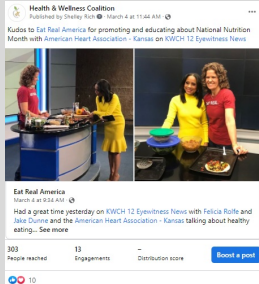 Health & Wellness Coalition
Published by Shelley Rich · March 4 at 11:44 AM ·
Kudos to Eat Real America for promoting and educating about National Nutrition
Month with American Heart Association - Kansas on KWCH 12 Eyewitness News
Eat Real America
March 4 at 9:34 AM ·
Had a great time yesterday on KWCH 12 Eyewitness News with Felicia Rolfe and
Jake Dunne and the American Heart Association - Kansas talking about healthy
eating... See more
303
People reached
13
Engagements
–
Distribution score
Boost a post
10